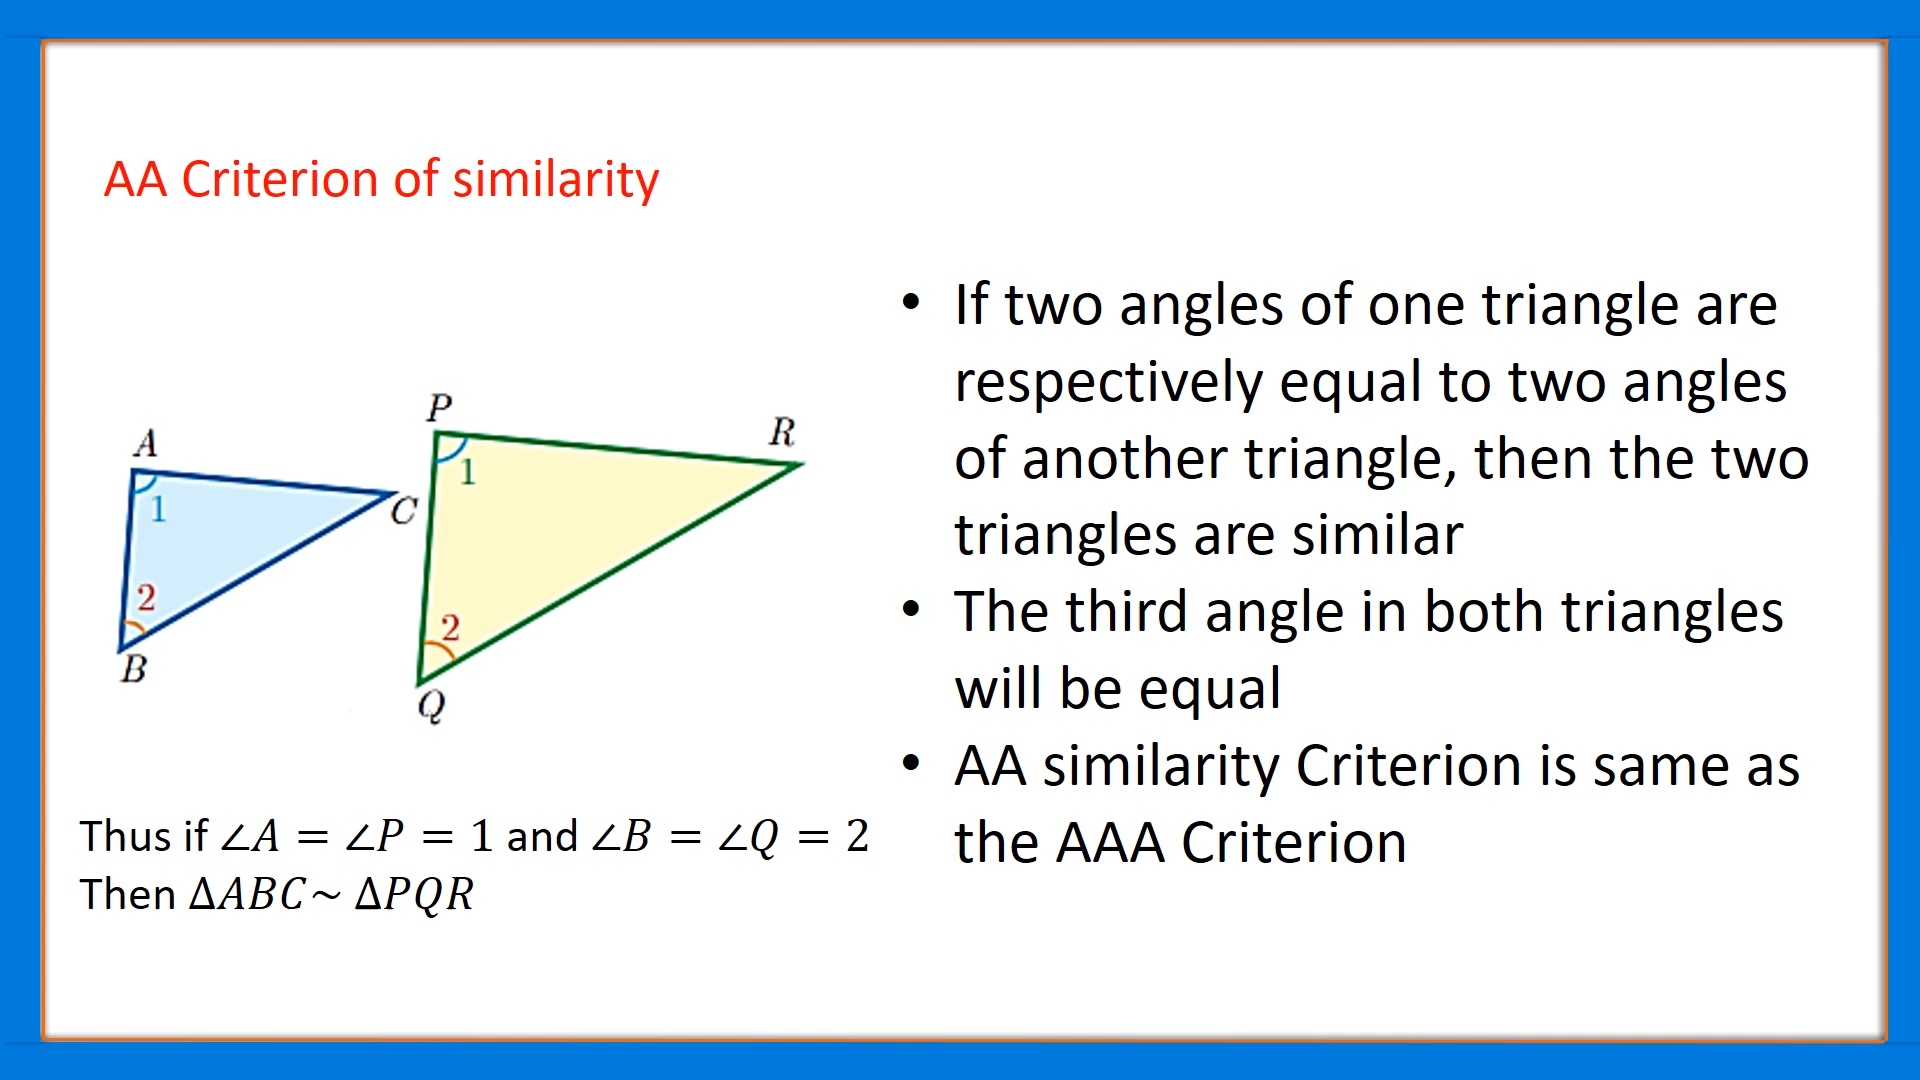 AA Criterion of similarity
A
1
2
B
C
P
1
R
2
Q
Thus if ∠A = ∠P = 1 and ∠B = ∠Q = 2
Then ΔABC~ ΔPQR
• If two angles of one triangle are
respectively equal to two angles
of another triangle, then the two
triangles are similar
• The third angle in both triangles
will be equal
• AA similarity Criterion is same as
the AAA Criterion